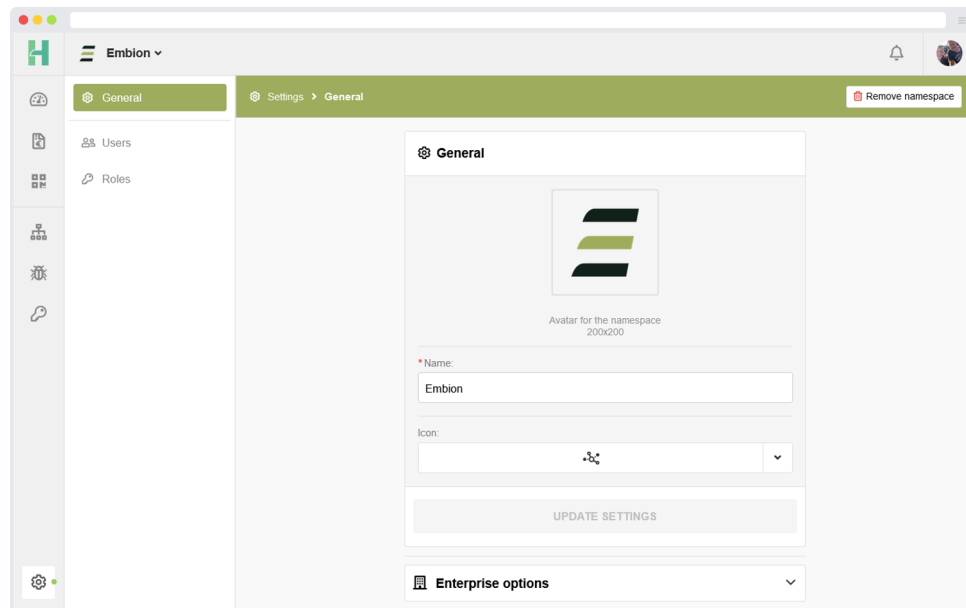 Embion
General
Settings > General
Remove namespace
Users
Roles
General
Avatar for the namespace
200x200
* Name:
Embion
Icon:
UPDATE SETTINGS
Enterprise options